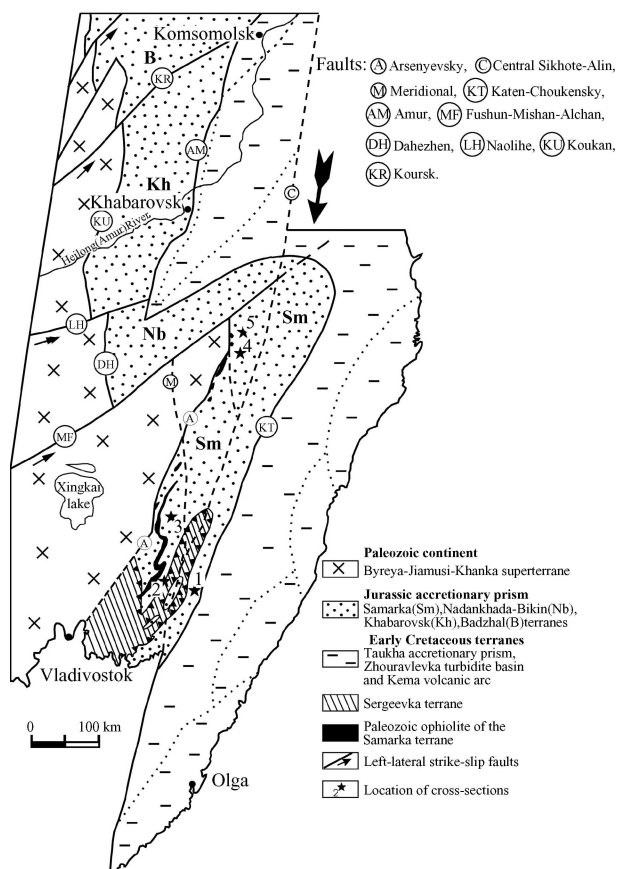 Komsomolsk
B
KR
Faults: A Arsenyevsky, C Central Sikhote-Alin,
M Meridional, KT Katen-Choukensky,
AM Amur, MF Fushun-Mishan-Alchan,
DH Dahezhen, LH Naolihe, KU Koukan,
KR Koursk.
AM
Kh
C
Khabarovsk
KU
Heilong(Amur)River
LH
Nb
Sm
5
4
DH
M
A
KT
MF
Sm
Xingkai
lake
3
A
2
1
Vladivostok
0 100 km
Olga
Paleozoic continent
Byreya-Jiamusi-Khanka superterrane
Jurassic accretionary prism
Samarka(Sm),Nadankhada-Bikin(Nb),
Khabarovsk(Kh),Badzhal(B)terranes
Early Cretaceous terranes
Taukha accretionary prism,
Zhouravlevka turbidite basin
and Kema volcanic arc
Sergeevka terrane
Paleozoic ophiolite of the
Samarka terrane
Left-lateral strike-slip faults
2 Location of cross-sections